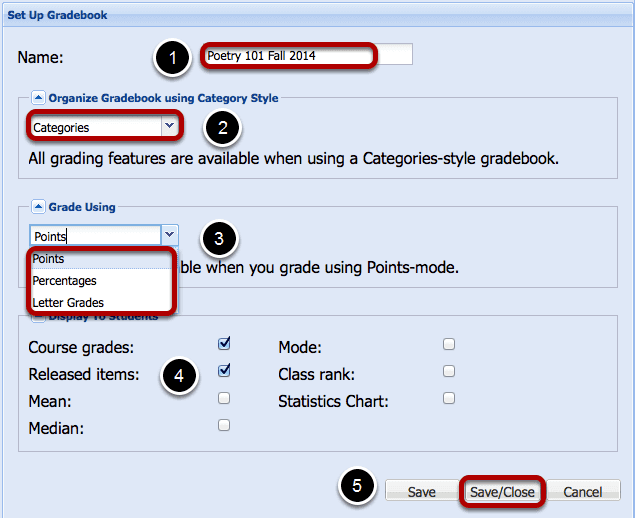 Set Up Gradebook
Name: 1 Poetry 101 Fall 2014
Organize Gradebook using Category Style
Categories 2
All grading features are available when using a Categories-style gradebook.
Grade Using
Points 3
Points
ble when you grade using Points-mode.
Percentages
Letter Grades
Display To Students
Course grades: Mode:
Released items: 4 Class rank:
Mean: Statistics Chart:
Median:
5 Save Save/Close Cancel